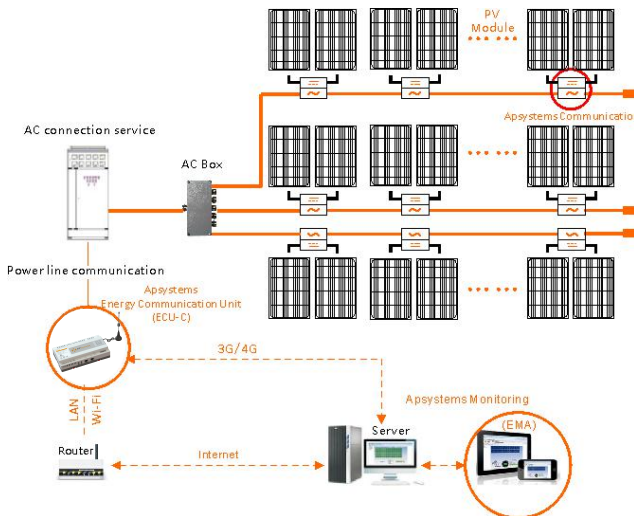 PV
Module
Apsystems Communication
AC connection service
AC Box
Power line communication
Apsystems
Energy Communication Unit
(ECU-C)
3G/4G
LAN
Wi-Fi
Apsystems Monitoring
(EMA)
Server
Router
Internet